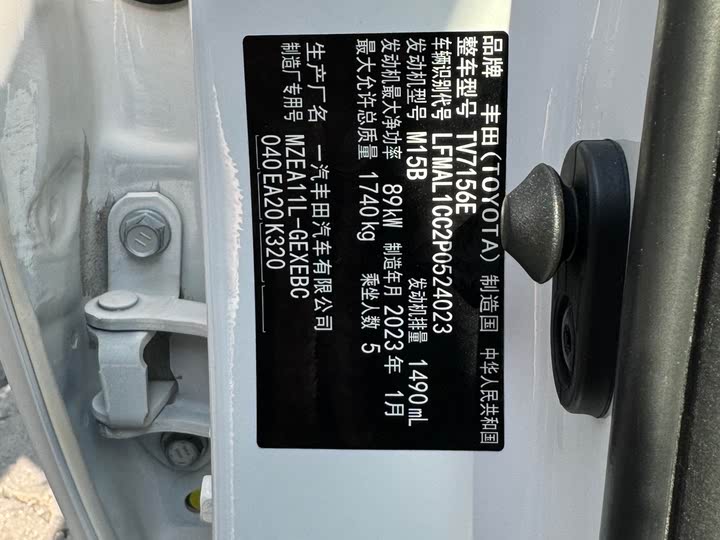 品牌 丰田(TOYOTA) 制造国 中华人民共和国
整车型号 TV7156E
车辆识别代号 LFMAL1CC2P0524023
发动机型号 M15B 发动机排量 1490mL
发动机最大净功率 89kW 制造年月 2023年 1月
最大允许总质量 1740kg 乘坐人数 5
生产厂名 一汽丰田汽车有限公司
制造厂专用号 MZEA11L-GEXEBC
040EA20K320